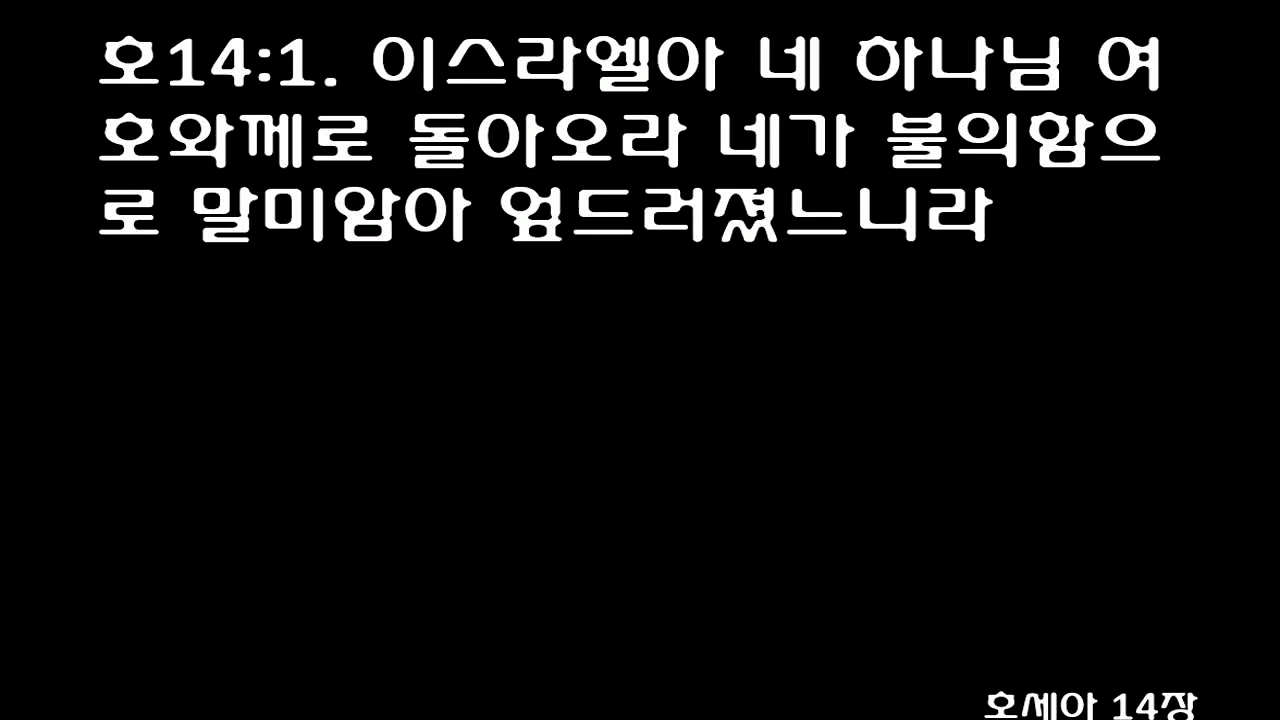 호14:1. 이스라엘아 네 하나님 여
호와께로 돌아오라 네가 불의함으
로 말미암아 엎드러졌느니라
호세아 14장